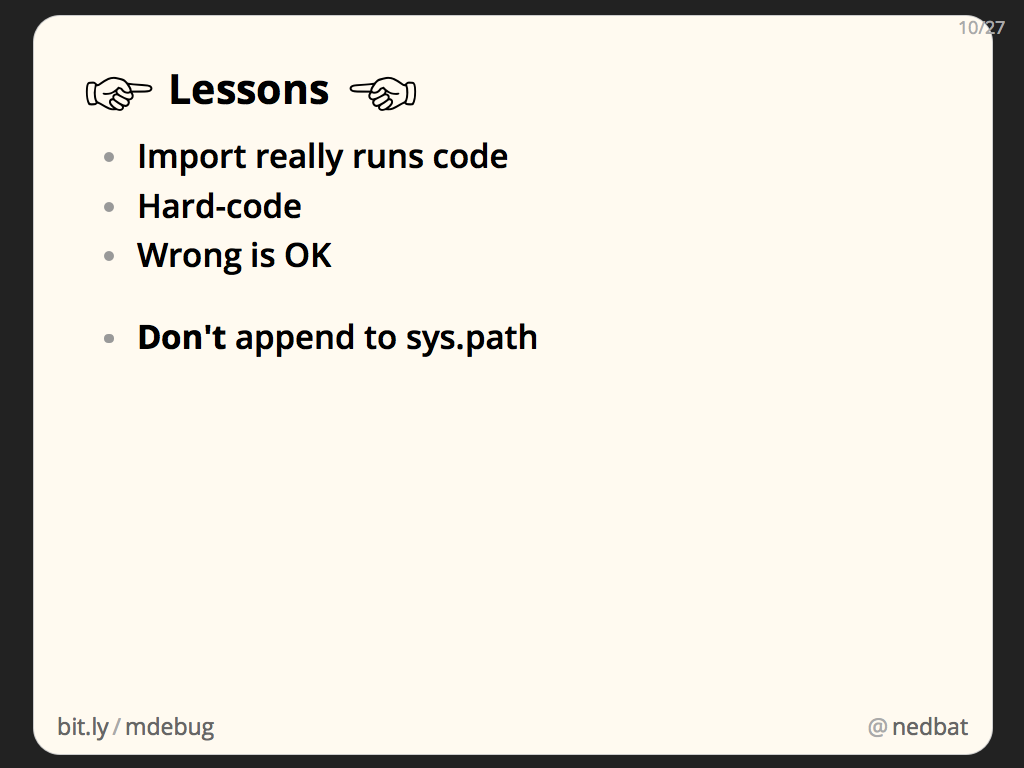 10/27
Lessons
Import really runs code
Hard-code
Wrong is OK
Don't append to sys.path
bit.ly/mdebug
@nedbat